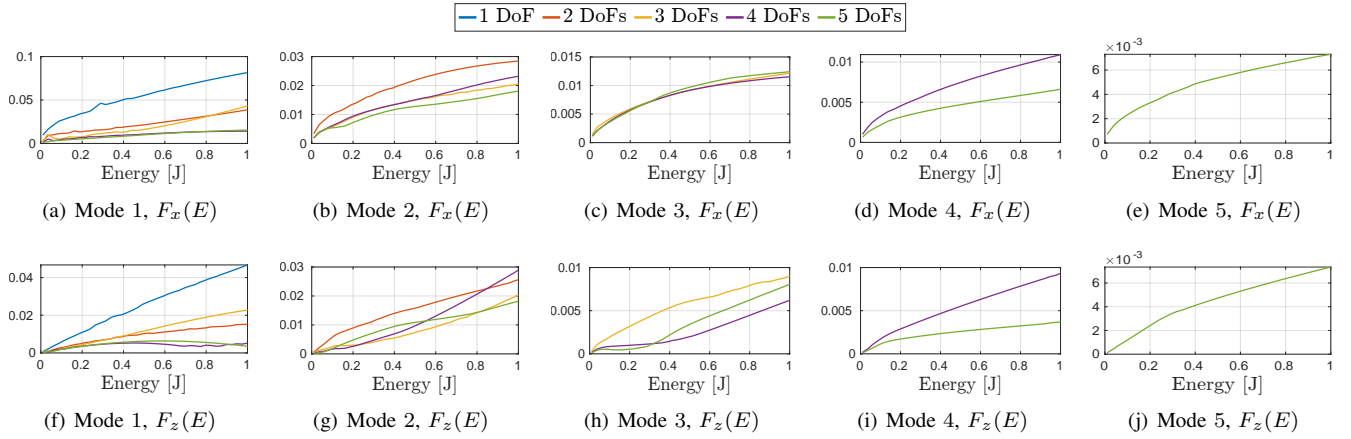 1 DoF 2 DoFs 3 DoFs 4 DoFs 5 DoFs
0.1
0.05
0
0 0.2 0.4 0.6 0.8 1
Energy [J]
(a) Mode 1, F_x(E)
0.03
0.02
0.01
0
0 0.2 0.4 0.6 0.8 1
Energy [J]
(b) Mode 2, F_x(E)
0.015
0.01
0.005
0
0 0.2 0.4 0.6 0.8 1
Energy [J]
(c) Mode 3, F_x(E)
0.01
0.005
0
0 0.2 0.4 0.6 0.8 1
Energy [J]
(d) Mode 4, F_x(E)
×10⁻³
6
4
2
0
0 0.2 0.4 0.6 0.8 1
Energy [J]
(e) Mode 5, F_x(E)
0.04
0.02
0
0 0.2 0.4 0.6 0.8 1
Energy [J]
(f) Mode 1, F_z(E)
0.03
0.02
0.01
0
0 0.2 0.4 0.6 0.8 1
Energy [J]
(g) Mode 2, F_z(E)
0.01
0.005
0
0 0.2 0.4 0.6 0.8 1
Energy [J]
(h) Mode 3, F_z(E)
0.01
0.005
0
0 0.2 0.4 0.6 0.8 1
Energy [J]
(i) Mode 4, F_z(E)
×10⁻³
6
4
2
0
0 0.2 0.4 0.6 0.8 1
Energy [J]
(j) Mode 5, F_z(E)